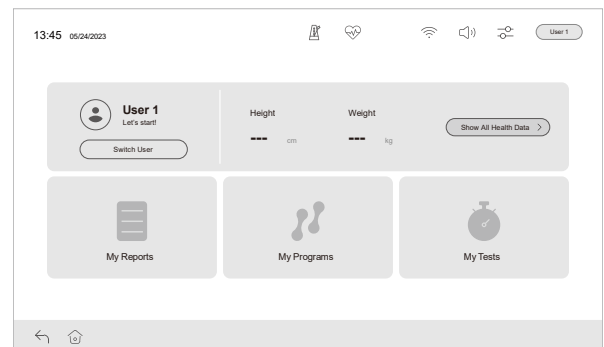 13:45 05/24/2023
User 1
User 1
Let's start!
Switch User
Height
--- cm
Weight
--- kg
Show All Health Data
My Reports
My Programs
My Tests